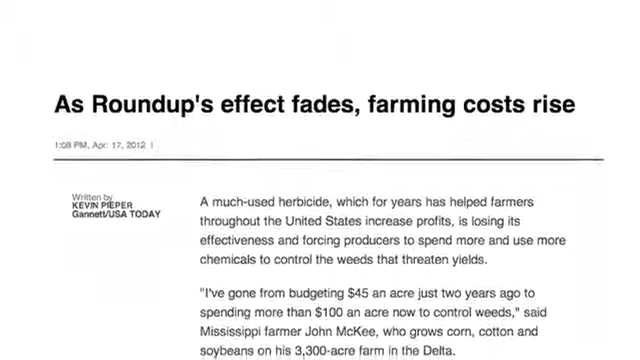 As Roundup's effect fades, farming costs rise
1:08 PM, Apr. 17, 2012 |
Written by
KEVIN PIEPER
Gannett/USA TODAY
A much-used herbicide, which for years has helped farmers
throughout the United States increase profits, is losing its
effectiveness and forcing producers to spend more and use more
chemicals to control the weeds that threaten yields.
"I've gone from budgeting $45 an acre just two years ago to
spending more than $100 an acre now to control weeds," said
Mississippi farmer John McKee, who grows corn, cotton and
soybeans on his 3,300-acre farm in the Delta.